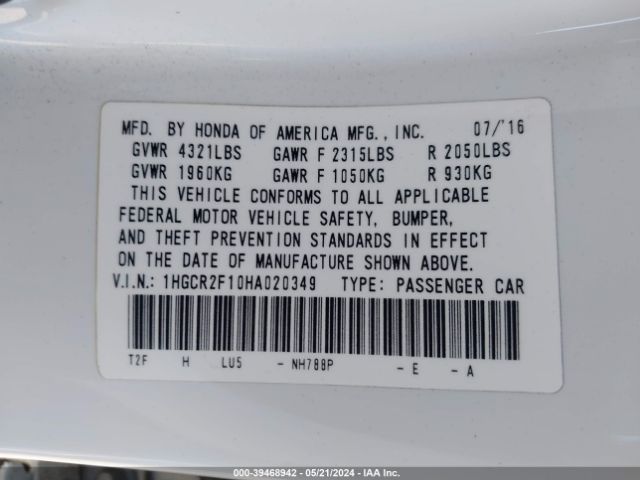 MFD. BY HONDA OF AMERICA MFG., INC. 07/'16
GVWR 4321LBS GAWR F 2315LBS R 2050LBS
GVWR 1960KG GAWR F 1050KG R 930KG
THIS VEHICLE CONFORMS TO ALL APPLICABLE
FEDERAL MOTOR VEHICLE SAFETY, BUMPER,
AND THEFT PREVENTION STANDARDS IN EFFECT
ON THE DATE OF MANUFACTURE SHOWN ABOVE.
V.I.N.: 1HGCR2F10HA020349 TYPE: PASSENGER CAR
T2F H LU5 - NH788P - E - A
000-39468942 - 05/21/2024 - IAA Inc.